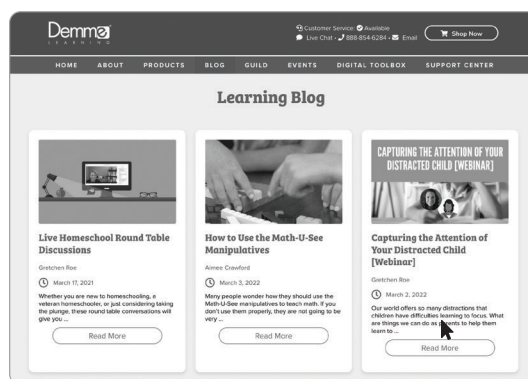 Demme
LEARNING
Customer Service: Available
Live Chat • 888-854-6284 • Email
Shop Now
HOME ABOUT PRODUCTS BLOG GUILD EVENTS DIGITAL TOOLBOX SUPPORT CENTER
Learning Blog
Live Homeschool Round Table
Discussions
Gretchen Roe
March 17, 2021
Whether you are new to homeschooling, a
veteran homeschooler, or just considering taking
the plunge, these round table conversations will
give you ...
Read More
How to Use the Math-U-See
Manipulatives
Aimee Crawford
March 3, 2022
Many people wonder how they should use the
Math-U-See manipulatives to teach math. If you
don't use them properly, they are not going to be
very ...
Read More
CAPTURING THE ATTENTION OF YOUR
DISTRACTED CHILD [WEBINAR]
Capturing the Attention of
Your Distracted Child
[Webinar]
Gretchen Roe
March 2, 2022
Our world offers so many distractions that
children have difficulties learning to focus. What
are things we can do as parents to help them
learn to ...
Read More